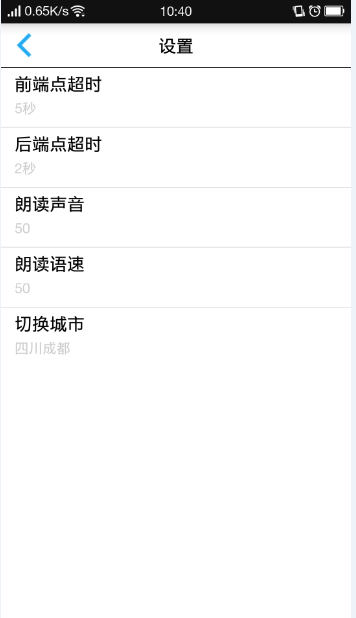 0.65K/s 10:40
设置
前端点超时
5秒
后端点超时
2秒
朗读声音
50
朗读语速
50
切换城市
四川成都